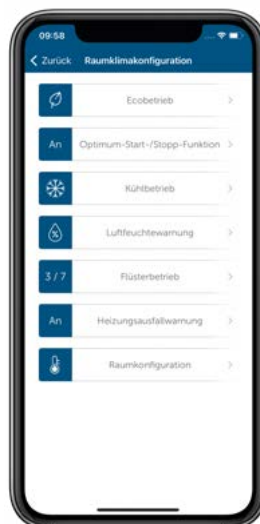 09:58
Zurück Raumklimakonfiguration
Ecobetrieb
An Optimum-Start-/Stopp-Funktion
Kühlbetrieb
% Luftfeuchtewarnung
3 / 7 Flüsterbetrieb
An Heizungsausfallwarnung
Raumkonfiguration